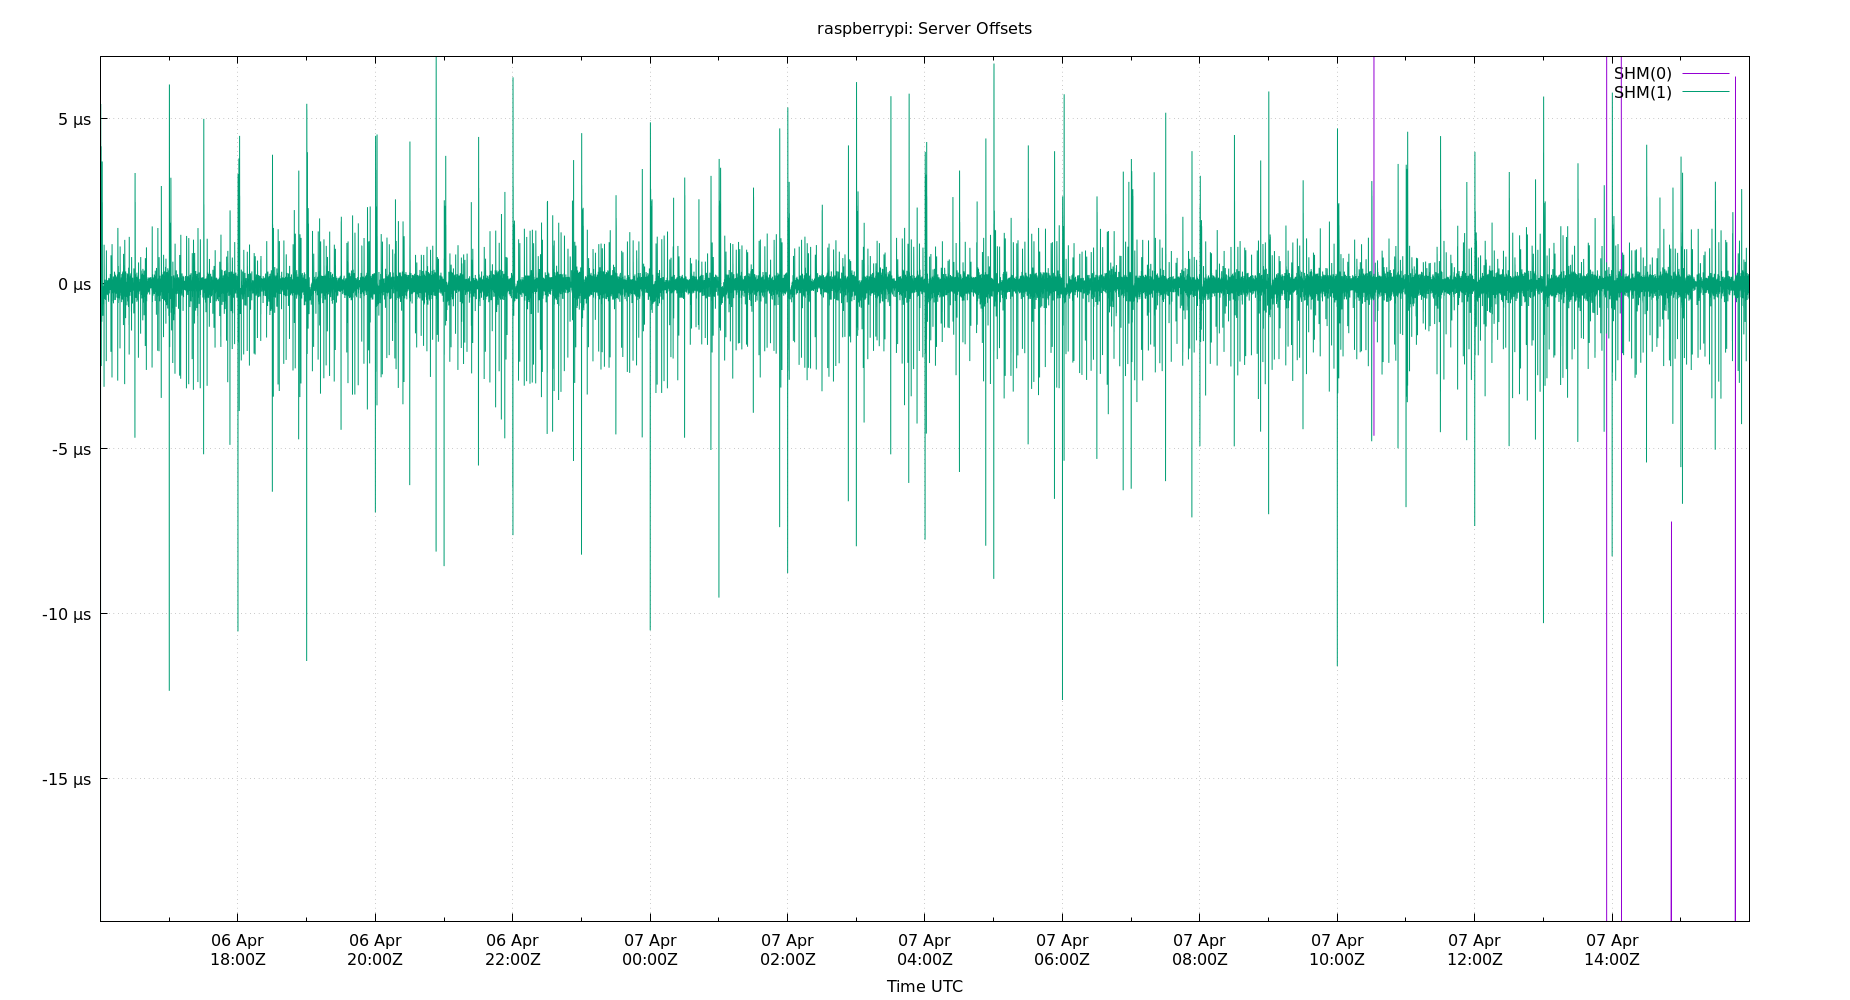 raspberrypi: Server Offsets
SHM(0)
SHM(1)
5 µs
0 µs
-5 µs
-10 µs
-15 µs
06 Apr
18:00Z
06 Apr
20:00Z
06 Apr
22:00Z
07 Apr
00:00Z
07 Apr
02:00Z
07 Apr
04:00Z
07 Apr
06:00Z
07 Apr
08:00Z
07 Apr
10:00Z
07 Apr
12:00Z
07 Apr
14:00Z
Time UTC